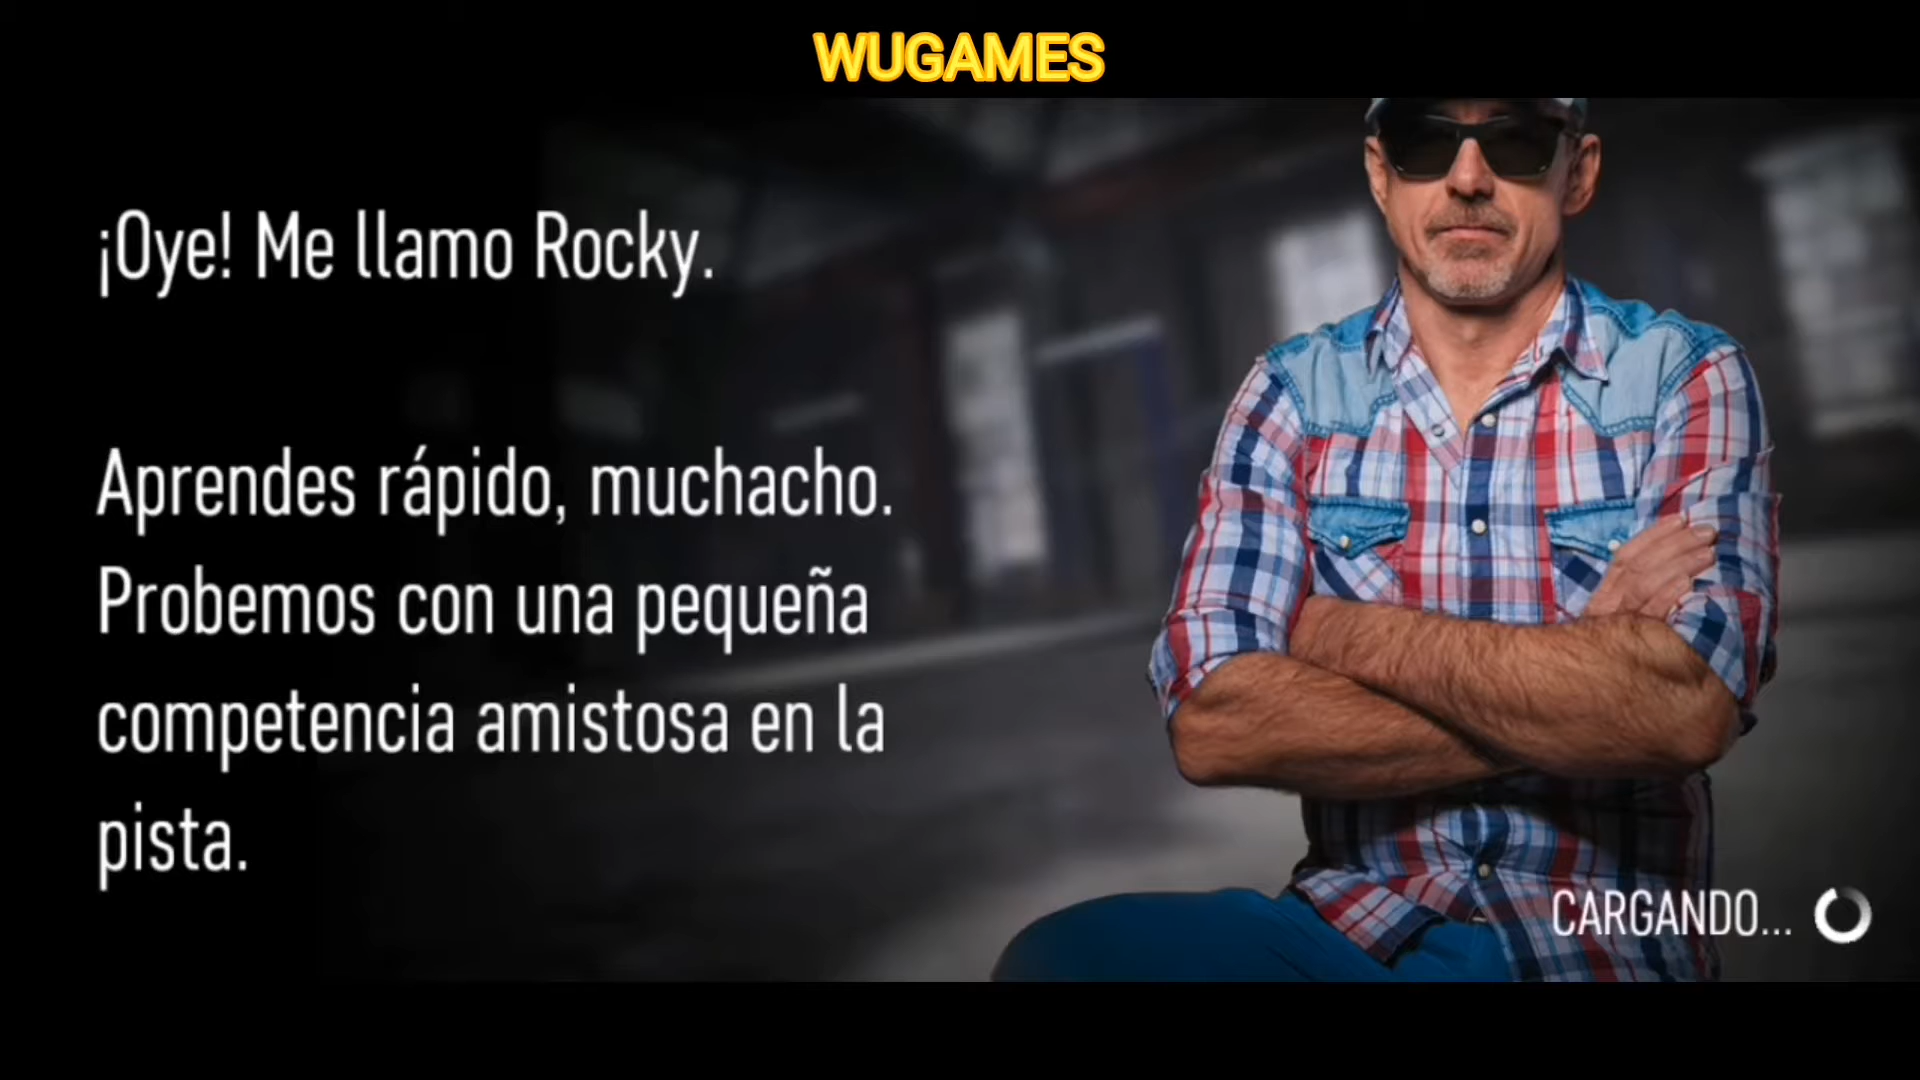 WUGAMES
¡Oye! Me llamo Rocky.
Aprendes rápido, muchacho.
Probemos con una pequeña
competencia amistosa en la
pista.
CARGANDO...